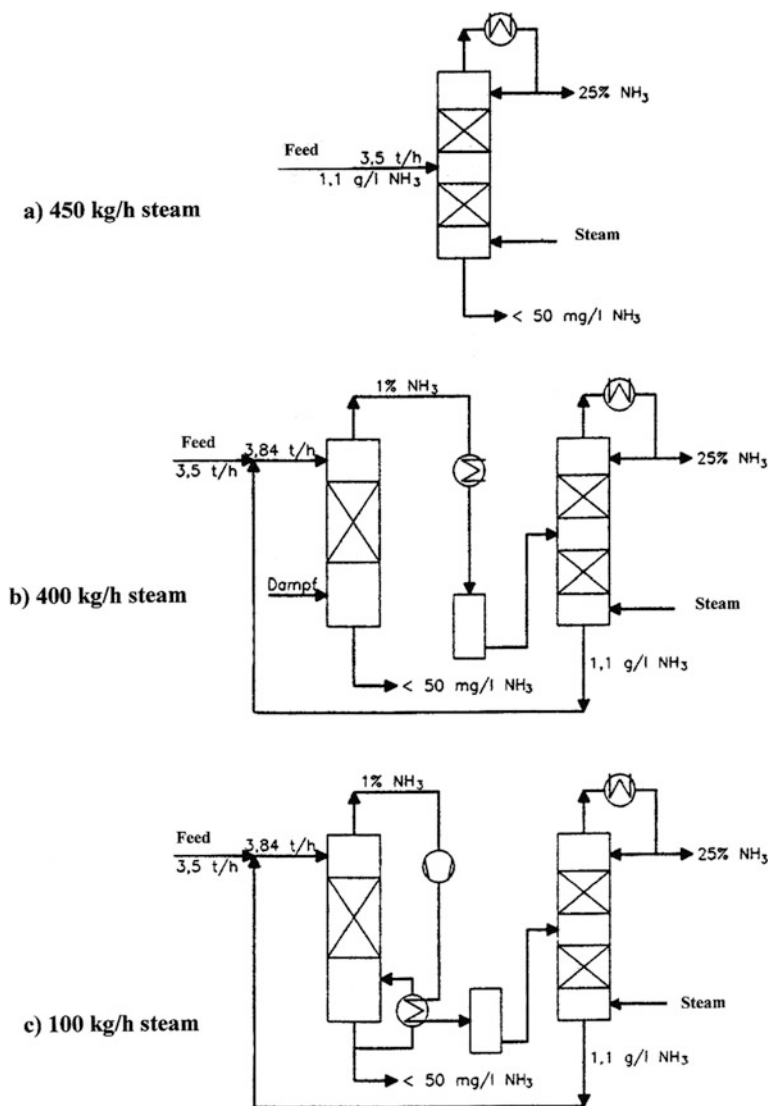 25% NH₃
Feed
3,5 t/h
1,1 g/l NH₃
a) 450 kg/h steam
Steam
< 50 mg/l NH₃
1% NH₃
Feed
3,84 t/h
3,5 t/h
25% NH₃
Dampf
b) 400 kg/h steam
Steam
1,1 g/l NH₃
< 50 mg/l NH₃
1% NH₃
Feed
3,84 t/h
3,5 t/h
25% NH₃
Steam
c) 100 kg/h steam
1,1 g/l NH₃
< 50 mg/l NH₃